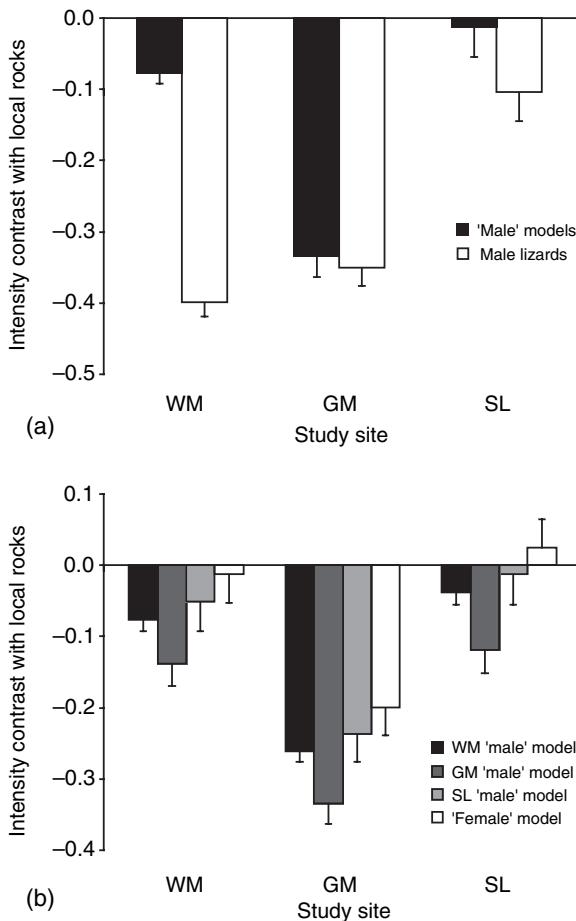 0.0
−0.1
−0.2
−0.3
−0.4
−0.5
Intensity contrast with local rocks
'Male' models
Male lizards
WM GM SL
(a)
Study site
0.1
0.0
−0.1
−0.2
−0.3
−0.4
Intensity contrast with local rocks
WM 'male' model
GM 'male' model
SL 'male' model
'Female' model
WM GM SL
(b)
Study site